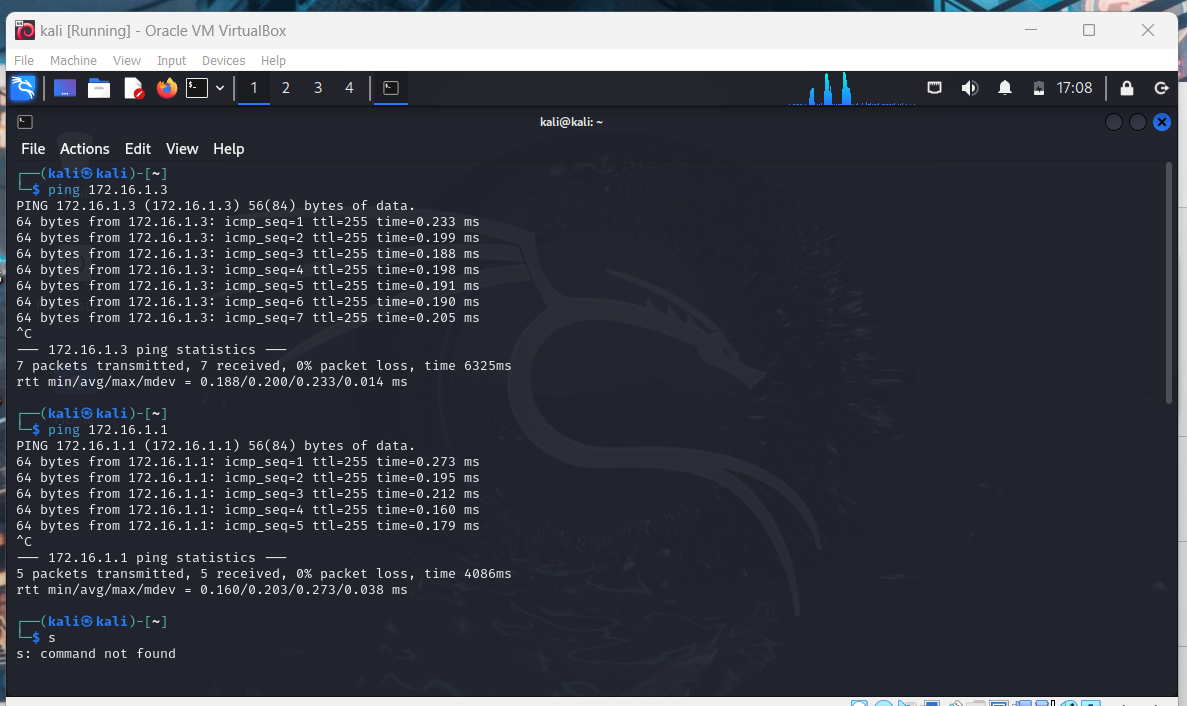 kali [Running] - Oracle VM VirtualBox
File Machine View Input Devices Help
1 2 3 4 17:08
kali@kali: ~
File Actions Edit View Help
┌──(kali㉿kali)-[~]
└─$ ping 172.16.1.3
PING 172.16.1.3 (172.16.1.3) 56(84) bytes of data.
64 bytes from 172.16.1.3: icmp_seq=1 ttl=255 time=0.233 ms
64 bytes from 172.16.1.3: icmp_seq=2 ttl=255 time=0.199 ms
64 bytes from 172.16.1.3: icmp_seq=3 ttl=255 time=0.188 ms
64 bytes from 172.16.1.3: icmp_seq=4 ttl=255 time=0.198 ms
64 bytes from 172.16.1.3: icmp_seq=5 ttl=255 time=0.191 ms
64 bytes from 172.16.1.3: icmp_seq=6 ttl=255 time=0.190 ms
64 bytes from 172.16.1.3: icmp_seq=7 ttl=255 time=0.205 ms
^C
--- 172.16.1.3 ping statistics ---
7 packets transmitted, 7 received, 0% packet loss, time 6325ms
rtt min/avg/max/mdev = 0.188/0.200/0.233/0.014 ms
┌──(kali㉿kali)-[~]
└─$ ping 172.16.1.1
PING 172.16.1.1 (172.16.1.1) 56(84) bytes of data.
64 bytes from 172.16.1.1: icmp_seq=1 ttl=255 time=0.273 ms
64 bytes from 172.16.1.1: icmp_seq=2 ttl=255 time=0.195 ms
64 bytes from 172.16.1.1: icmp_seq=3 ttl=255 time=0.212 ms
64 bytes from 172.16.1.1: icmp_seq=4 ttl=255 time=0.160 ms
64 bytes from 172.16.1.1: icmp_seq=5 ttl=255 time=0.179 ms
^C
--- 172.16.1.1 ping statistics ---
5 packets transmitted, 5 received, 0% packet loss, time 4086ms
rtt min/avg/max/mdev = 0.160/0.203/0.273/0.038 ms
┌──(kali㉿kali)-[~]
└─$ s
s: command not found